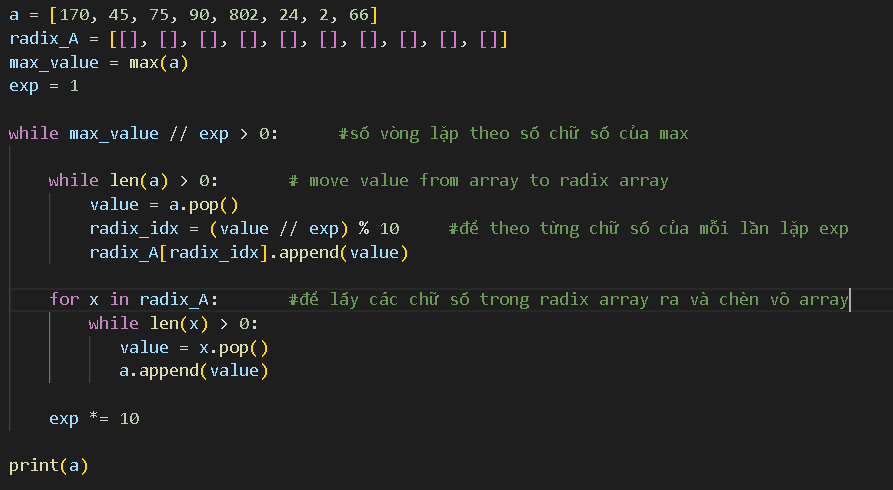 a = [170, 45, 75, 90, 802, 24, 2, 66]
radix_A = [[], [], [], [], [], [], [], [], [], []]
max_value = max(a)
exp = 1
while max_value // exp > 0: #số vòng lặp theo số chữ số của max
while len(a) > 0: # move value from array to radix array
value = a.pop()
radix_idx = (value // exp) % 10 #để theo từng chữ số của mỗi lần lặp exp
radix_A[radix_idx].append(value)
for x in radix_A: #để lấy các chữ số trong radix array ra và chèn vô array
while len(x) > 0:
value = x.pop()
a.append(value)
exp *= 10
print(a)